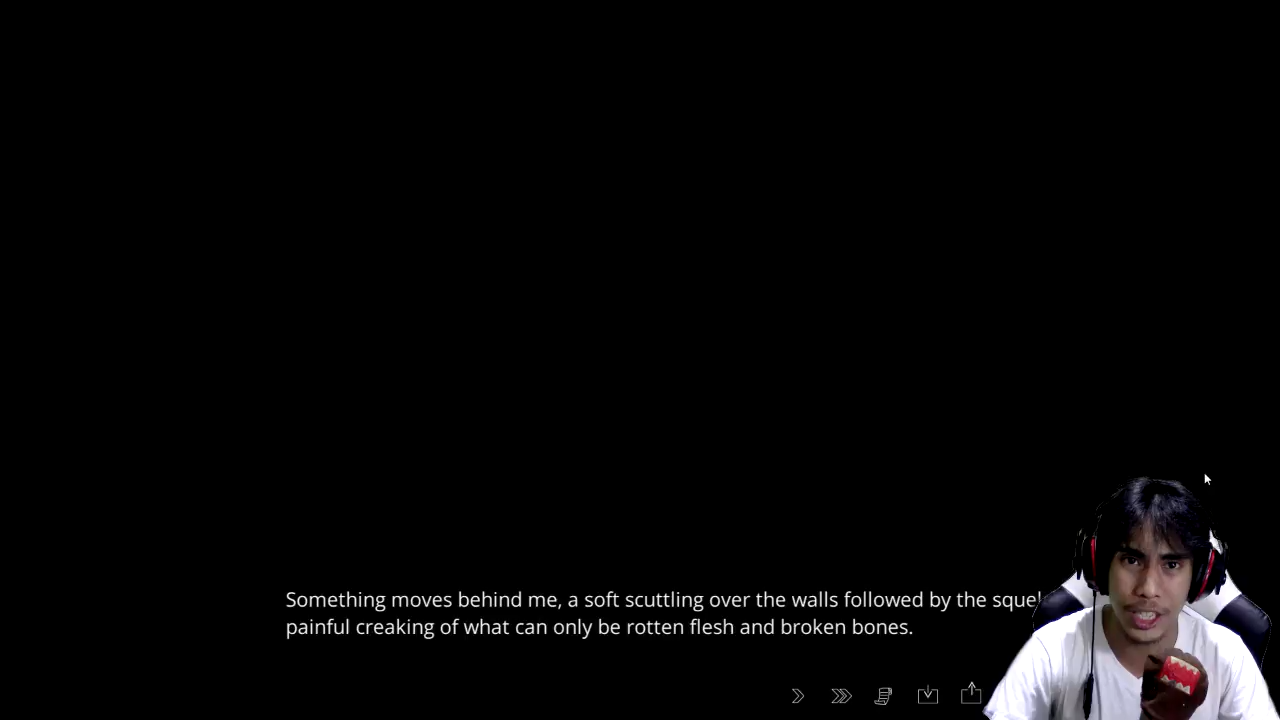 Something moves behind me, a soft scuttling over the walls followed by the
painful creaking of what can only be rotten flesh and broken bones.